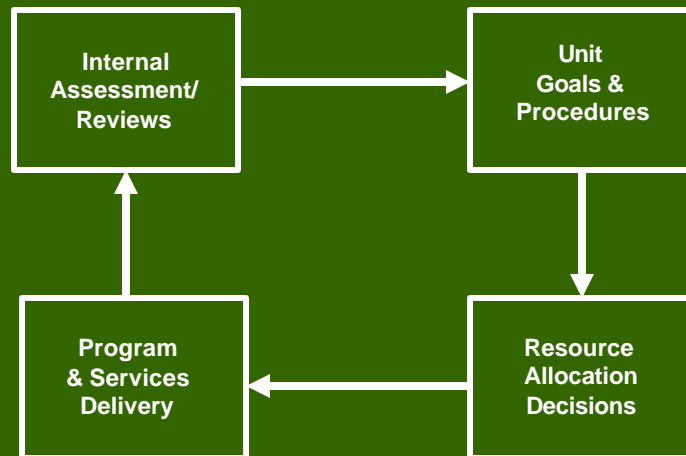 Internal
Assessment/
Reviews
Unit
Goals &
Procedures
Program
& Services
Delivery
Resource
Allocation
Decisions